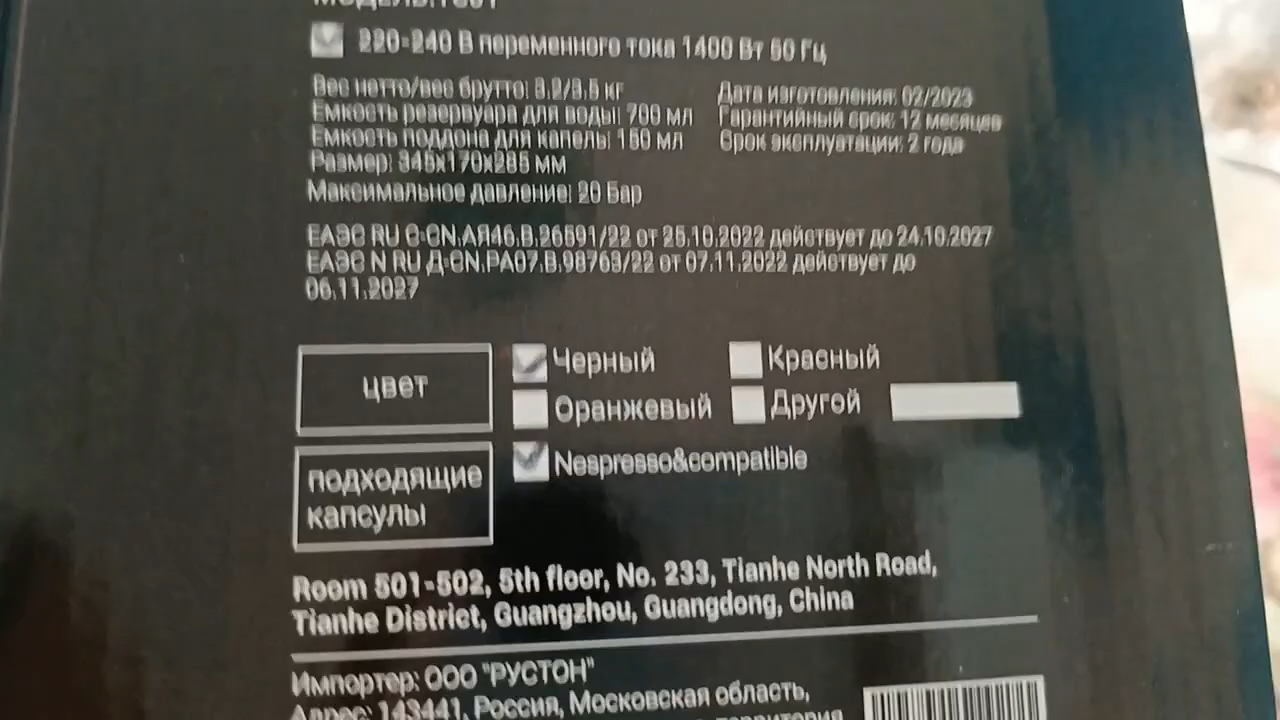 220-240 В переменного тока 1400 Вт 50 Гц
Вес нетто/вес брутто: 3,2/3,5 кг
Дата изготовления: 02/2023
Емкость резервуара для воды: 700 мл
Гарантийный срок: 12 месяцев
Емкость поддона для капель: 150 мл
Срок эксплуатации: 2 года
Размер: 345x170x285 мм
Максимальное давление: 20 Бар
ЕАЭС RU С-CN.АЯ46.В.26591/22 от 25.10.2022 действует до 24.10.2027
ЕАЭС N RU Д-CN.РА07.В.98763/22 от 07.11.2022 действует до
06.11.2027
цвет
Черный
Красный
Оранжевый
Другой
подходящие
капсулы
Nespresso&compatible
Room 501-502, 5th floor, No. 233, Tianhe North Road,
Tianhe District, Guangzhou, Guangdong, China
Импортер: ООО "РУСТОН"
Адрес: 143441, Россия, Московская область,
территория